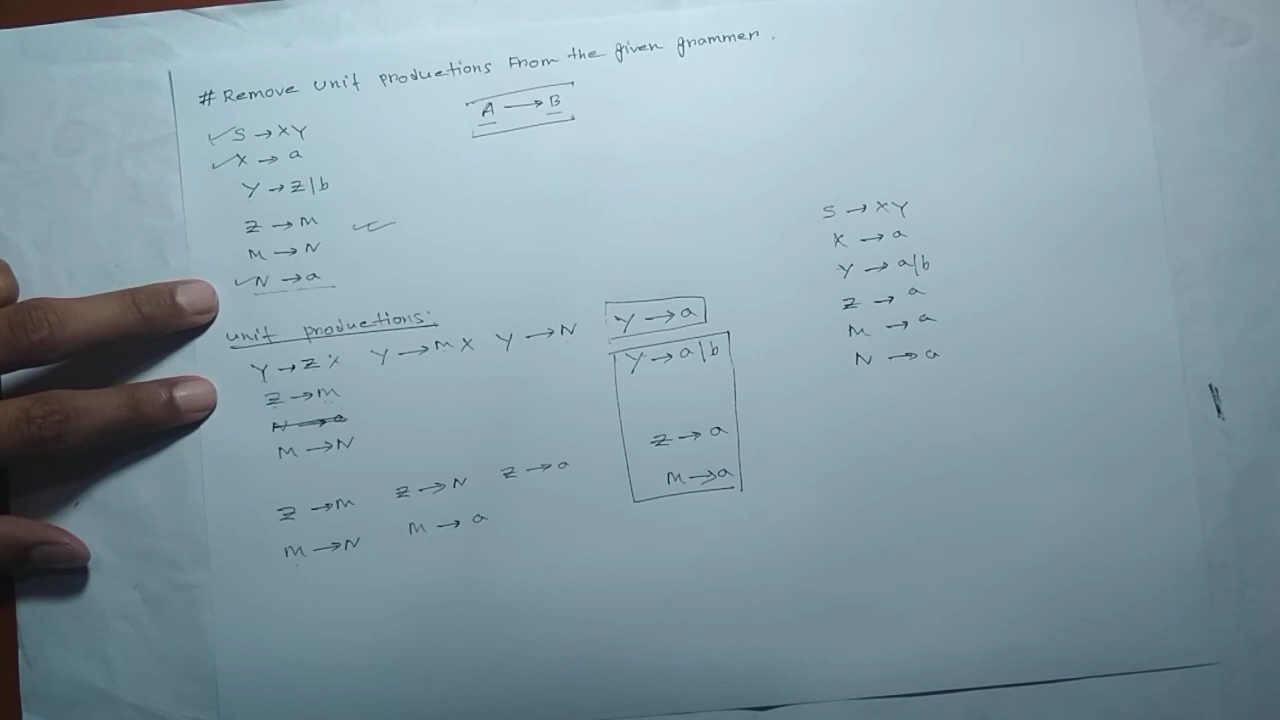 # Remove unit productions From the given grammer.
A → B
S → XY
X → a
Y → Z|b
Z → M
M → N
N → a
unit productions:
Y → Z X Y → M X Y → N Y → a
Z → M
N → a
M → N
Z → M Z → N Z → a
M → N M → a
Y → a|b
Z → a
M → a
S → XY
X → a
Y → a|b
Z → a
M → a
N → a